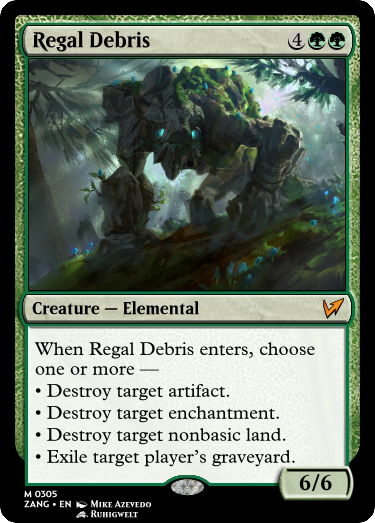 Regal Debris 4
Creature — Elemental
When Regal Debris enters, choose
one or more —
• Destroy target artifact.
• Destroy target enchantment.
• Destroy target nonbasic land.
• Exile target player's graveyard.
6/6
M 0305
ZANG • EN Mike Azevedo
Ruhigwelt